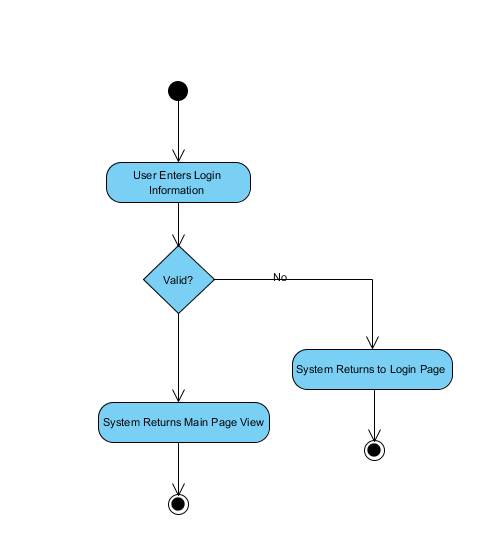 User Enters Login
Information
Valid?
No
System Returns to Login Page
System Returns Main Page View